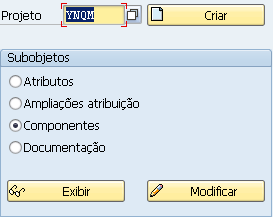 Projeto YNQM Criar
Subobjetos
Atributos
Ampliações atribuição
Componentes
Documentação
Exibir Modificar